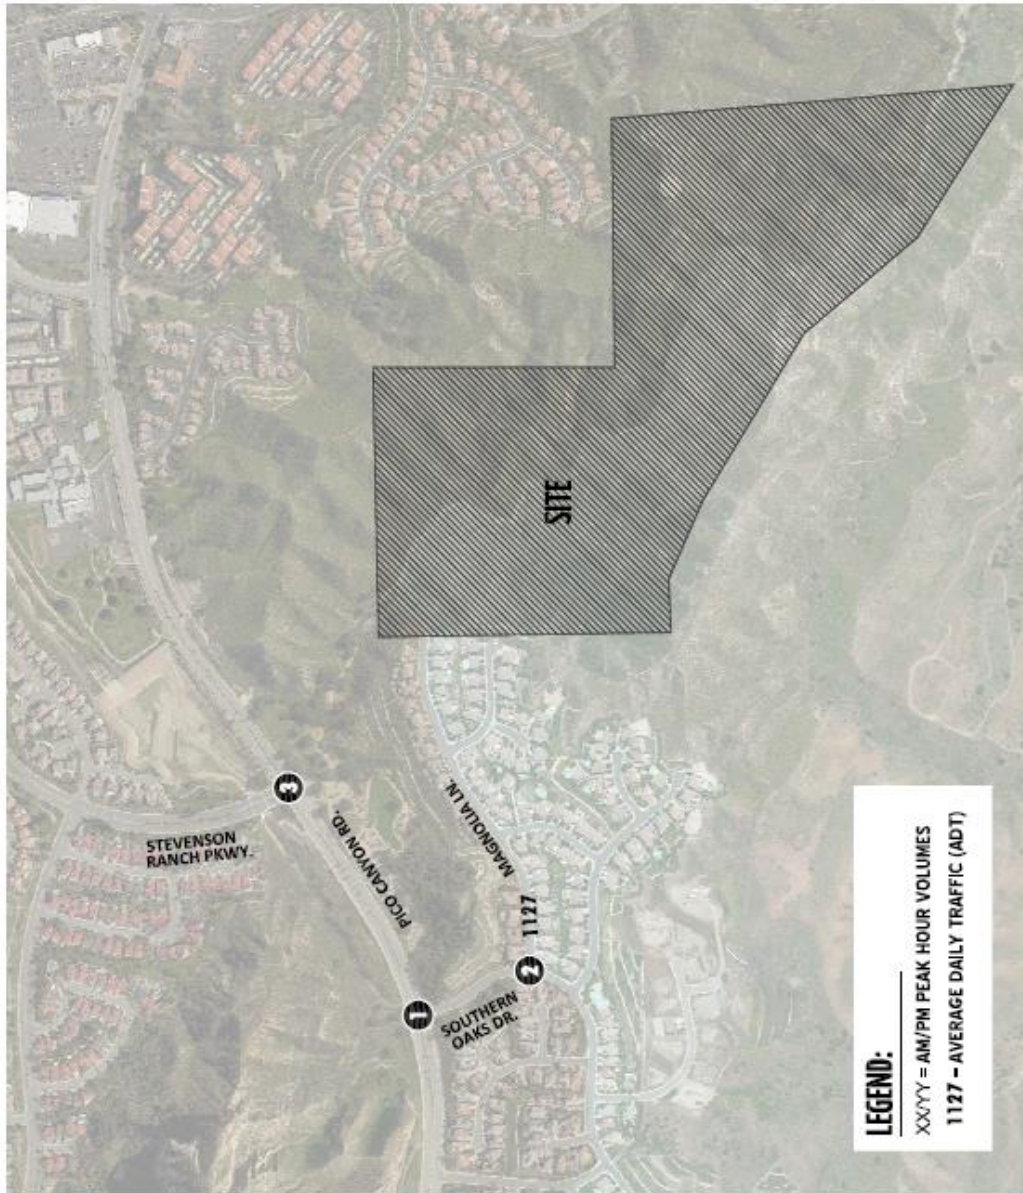 STEVENSON
RANCH PKWY.
3
PICO CANYON RD.
SITE
MAGNOLIA LN.
1
SOUTHERN
OAKS DR.
2
1127
LEGEND:
XX/YY = AM/PM PEAK HOUR VOLUMES
1127 - AVERAGE DAILY TRAFFIC (ADT)